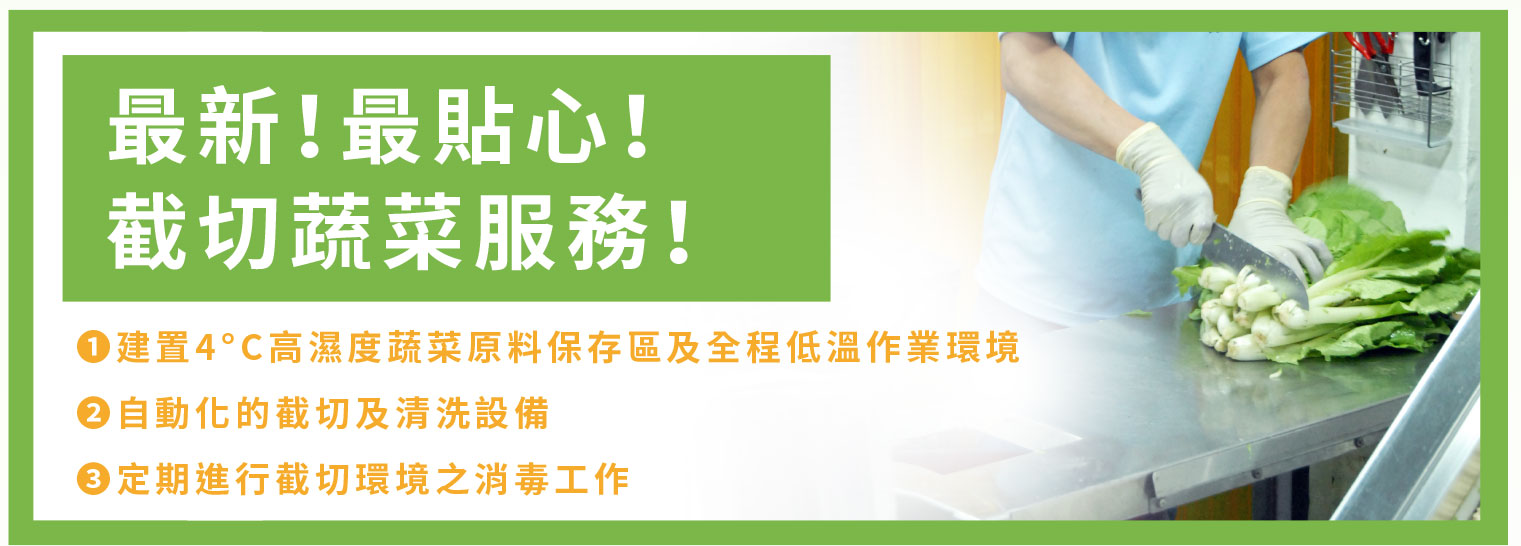 最新！最貼心！
截切蔬菜服務！
❶建置4°C高濕度蔬菜原料保存區及全程低溫作業環境
❷自動化的截切及清洗設備
❸定期進行截切環境之消毒工作